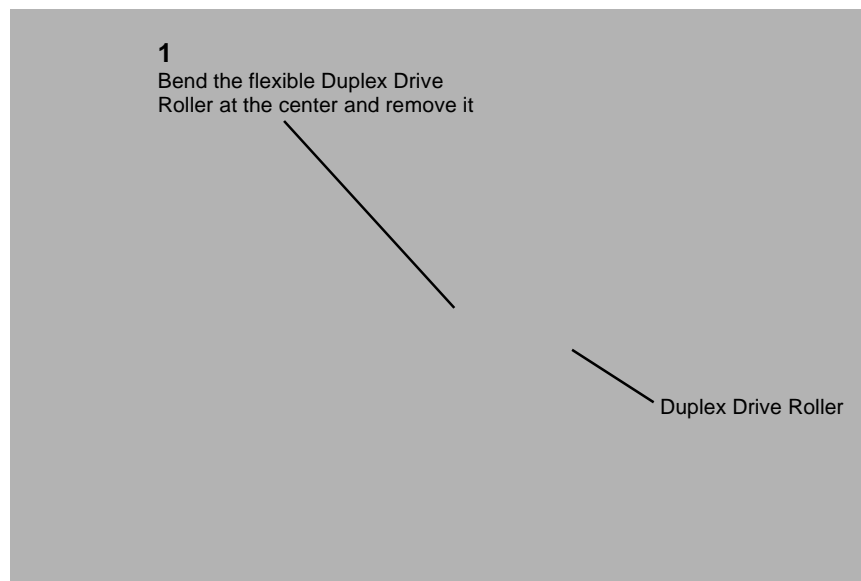 1
Bend the flexible Duplex Drive
Roller at the center and remove it
Duplex Drive Roller